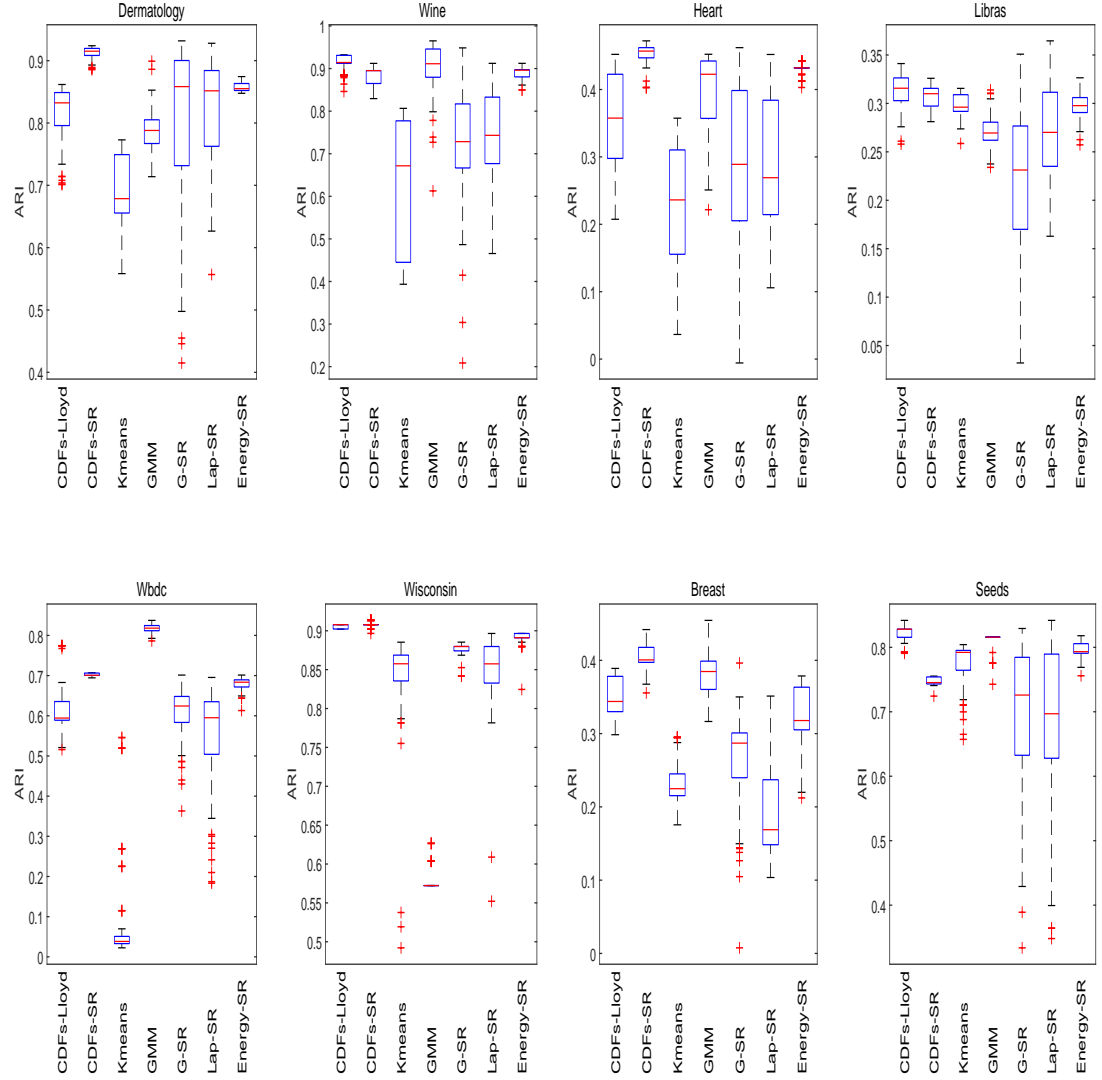 Dermatology
0.9
0.8
0.7
0.6
0.5
0.4
ARI
CDFs-Lloyd
CDFs-SR
Kmeans
GMM
G-SR
Lap-SR
Energy-SR
Wine
1
0.9
0.8
0.7
0.6
0.5
0.4
0.3
0.2
ARI
CDFs-Lloyd
CDFs-SR
Kmeans
GMM
G-SR
Lap-SR
Energy-SR
Heart
0.4
0.3
0.2
0.1
0
ARI
CDFs-Lloyd
CDFs-SR
Kmeans
GMM
G-SR
Lap-SR
Energy-SR
Libras
0.35
0.3
0.25
0.2
0.15
0.1
0.05
ARI
CDFs-Lloyd
CDFs-SR
Kmeans
GMM
G-SR
Lap-SR
Energy-SR
Wbdc
0.8
0.7
0.6
0.5
0.4
0.3
0.2
0.1
0
ARI
CDFs-Lloyd
CDFs-SR
Kmeans
GMM
G-SR
Lap-SR
Energy-SR
Wisconsin
0.9
0.85
0.8
0.75
0.7
0.65
0.6
0.55
0.5
ARI
CDFs-Lloyd
CDFs-SR
Kmeans
GMM
G-SR
Lap-SR
Energy-SR
Breast
0.4
0.3
0.2
0.1
0
ARI
CDFs-Lloyd
CDFs-SR
Kmeans
GMM
G-SR
Lap-SR
Energy-SR
Seeds
0.8
0.7
0.6
0.5
0.4
ARI
CDFs-Lloyd
CDFs-SR
Kmeans
GMM
G-SR
Lap-SR
Energy-SR